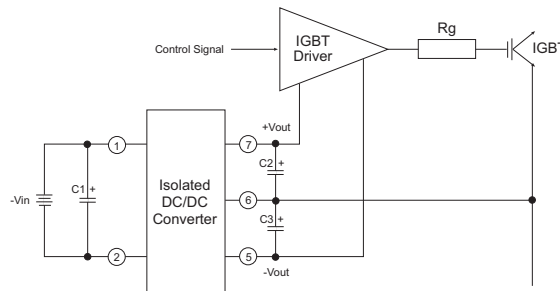 Rg
IGBT
Driver
IGBT
Control Signal
+Vout
1
7
C2 +
C1 +
-Vin
Isolated
DC/DC
Converter
6
C3 +
2
5
-Vout